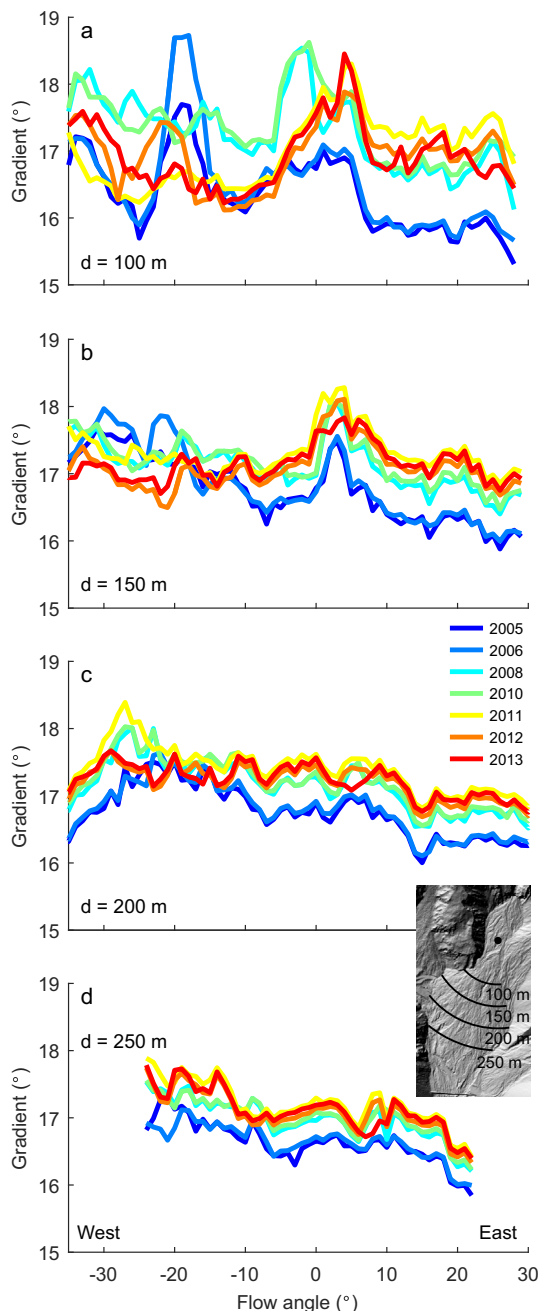 19
a
18
Gradient (°)
17
16
d = 100 m
15
19
b
18
Gradient (°)
17
16
d = 150 m
15
2005
2006
2008
2010
2011
2012
2013
19
c
18
Gradient (°)
17
16
d = 200 m
15
100 m
150 m
200 m
250 m
19
d
d = 250 m
18
Gradient (°)
17
16
West East
15
-30 -20 -10 0 10 20 30
Flow angle (°)